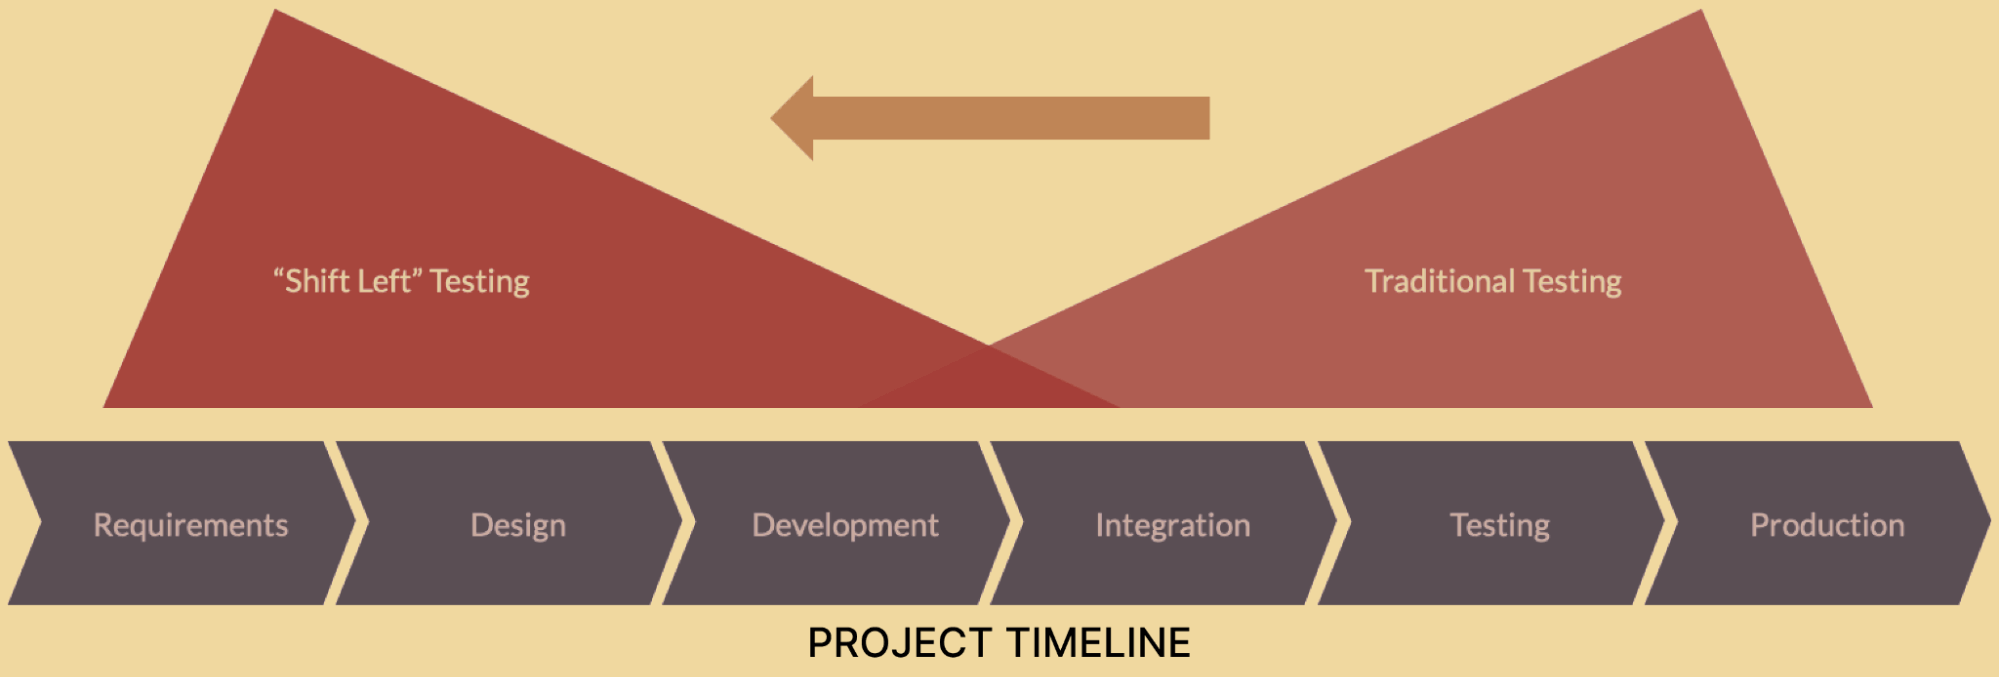 “Shift Left” Testing
Traditional Testing
Requirements
Design
Development
Integration
Testing
Production
PROJECT TIMELINE